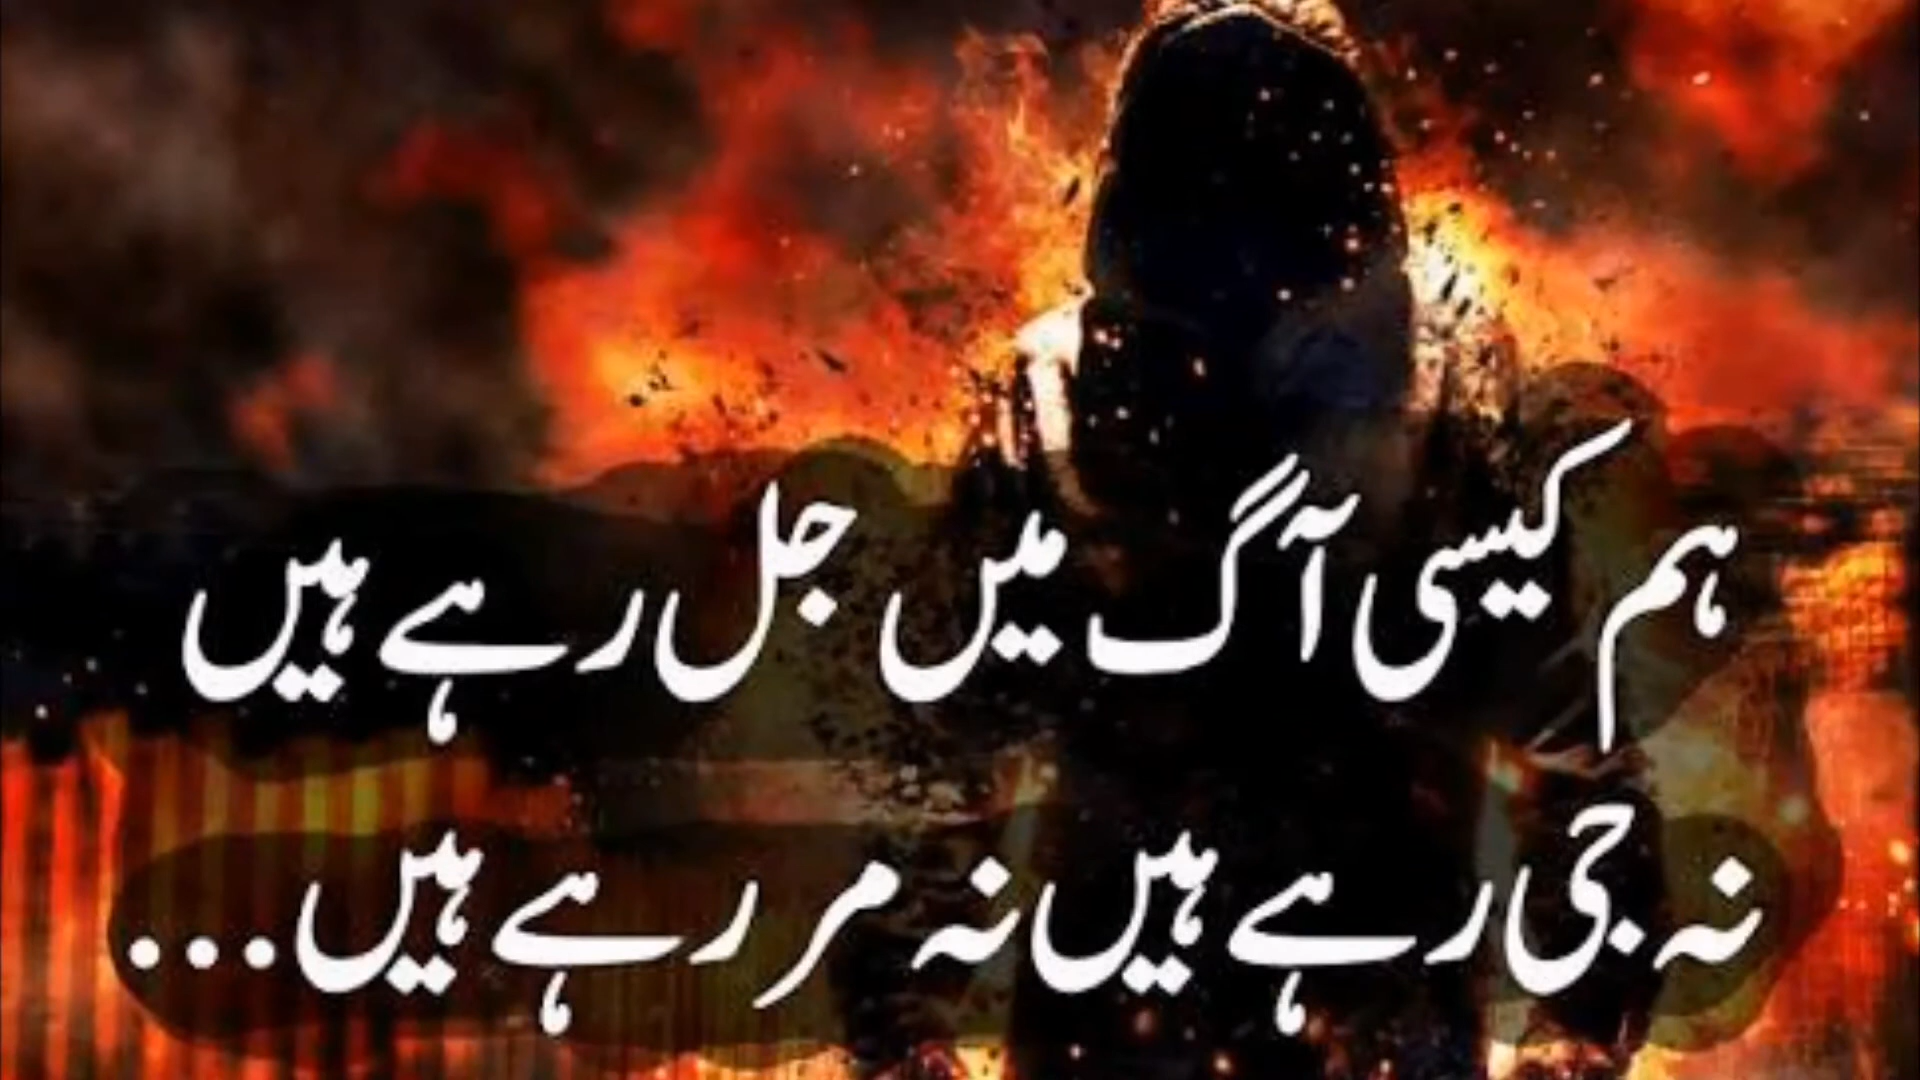 ہم کیسی آگ میں جل رہے ہیں
نہ جی رہے ہیں نہ مر رہے ہیں...